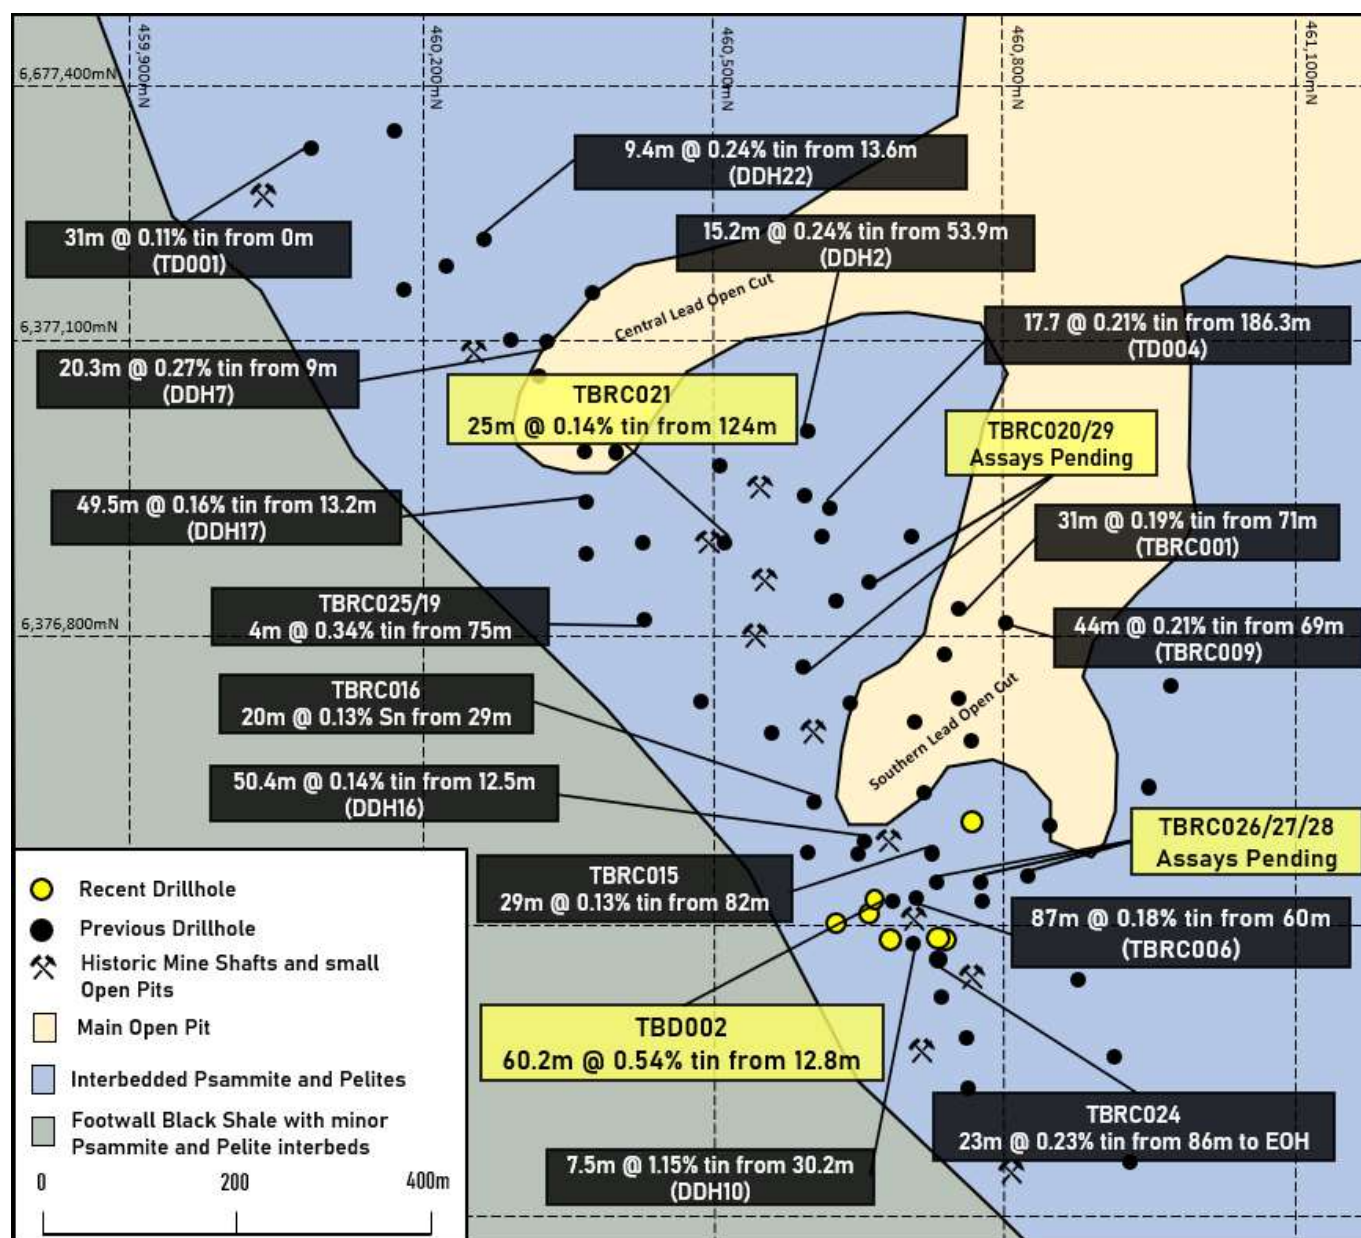 459,900mN
460,200mN
460,500mN
460,800mN
461,100mN
6,677,400mN
9.4m @ 0.24% tin from 13.6m
(DDH22)
31m @ 0.11% tin from 0m
(TD001)
15.2m @ 0.24% tin from 53.9m
(DDH2)
Central Lead Open Cut
6,377,100mN
17.7 @ 0.21% tin from 186.3m
(TD004)
20.3m @ 0.27% tin from 9m
(DDH7)
TBRC021
25m @ 0.14% tin from 124m
TBRC020/29
Assays Pending
49.5m @ 0.16% tin from 13.2m
(DDH17)
31m @ 0.19% tin from 71m
(TBRC001)
TBRC025/19
4m @ 0.34% tin from 75m
6,376,800mN
44m @ 0.21% tin from 69m
(TBRC009)
TBRC016
20m @ 0.13% Sn from 29m
Southern Lead Open Cut
50.4m @ 0.14% tin from 12.5m
(DDH16)
TBRC026/27/28
Assays Pending
TBRC015
29m @ 0.13% tin from 82m
87m @ 0.18% tin from 60m
(TBRC006)
TBD002
60.2m @ 0.54% tin from 12.8m
TBRC024
23m @ 0.23% tin from 86m to EOH
7.5m @ 1.15% tin from 30.2m
(DDH10)
Recent Drillhole
Previous Drillhole
Historic Mine Shafts and small
Open Pits
Main Open Pit
Interbedded Psammite and Pelites
Footwall Black Shale with minor
Psammite and Pelite interbeds
0 200 400m